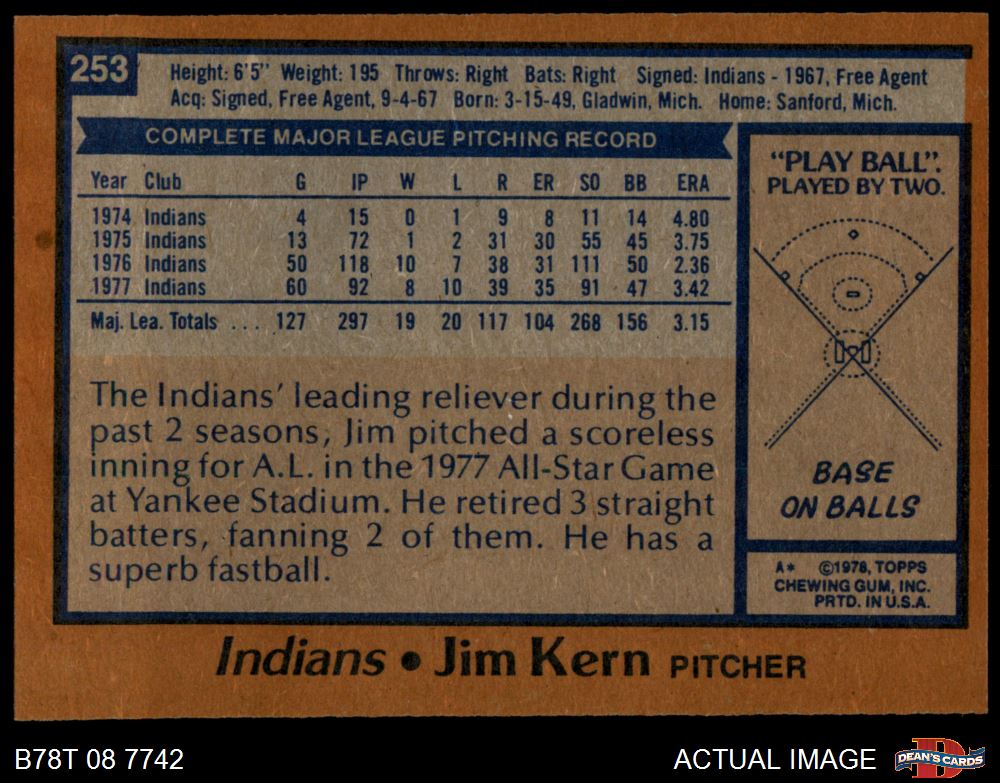 253
Height: 6'5" Weight: 195 Throws: Right Bats: Right Signed: Indians - 1967, Free Agent
Acq: Signed, Free Agent, 9-4-67 Born: 3-15-49, Gladwin, Mich. Home: Sanford, Mich.
COMPLETE MAJOR LEAGUE PITCHING RECORD
Year Club G IP W L R ER SO BB ERA
1974 Indians 4 15 0 1 9 8 11 14 4.80
1975 Indians 13 72 1 2 31 30 55 45 3.75
1976 Indians 50 118 10 7 38 31 111 50 2.36
1977 Indians 60 92 8 10 39 35 91 47 3.42
Maj. Lea. Totals ... 127 297 19 20 117 104 268 156 3.15
The Indians' leading reliever during the
past 2 seasons, Jim pitched a scoreless
inning for A.L. in the 1977 All-Star Game
at Yankee Stadium. He retired 3 straight
batters, fanning 2 of them. He has a
superb fastball.
"PLAY BALL".
PLAYED BY TWO.
BASE
ON BALLS
A* ©1978, TOPPS
CHEWING GUM, INC.
PRTD. IN U.S.A.
Indians • Jim Kern PITCHER
B78T 08 7742
ACTUAL IMAGE
D
DEAN'S CARDS